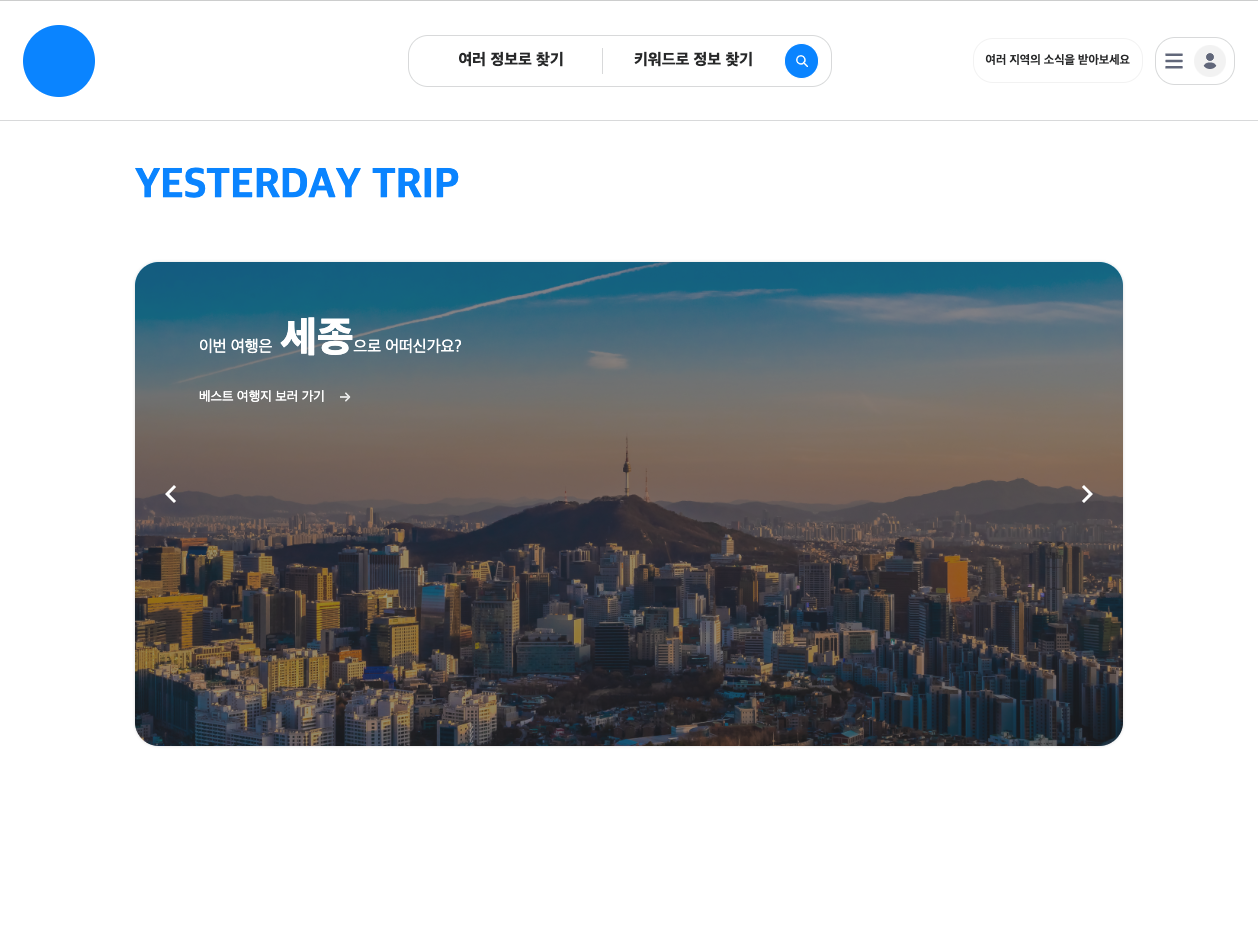 여러 정보로 찾기
키워드로 정보 찾기
여러 지역의 소식을 받아보세요
YESTERDAY TRIP
이번 여행은 세종으로 어떠신가요?
베스트 여행지 보러 가기